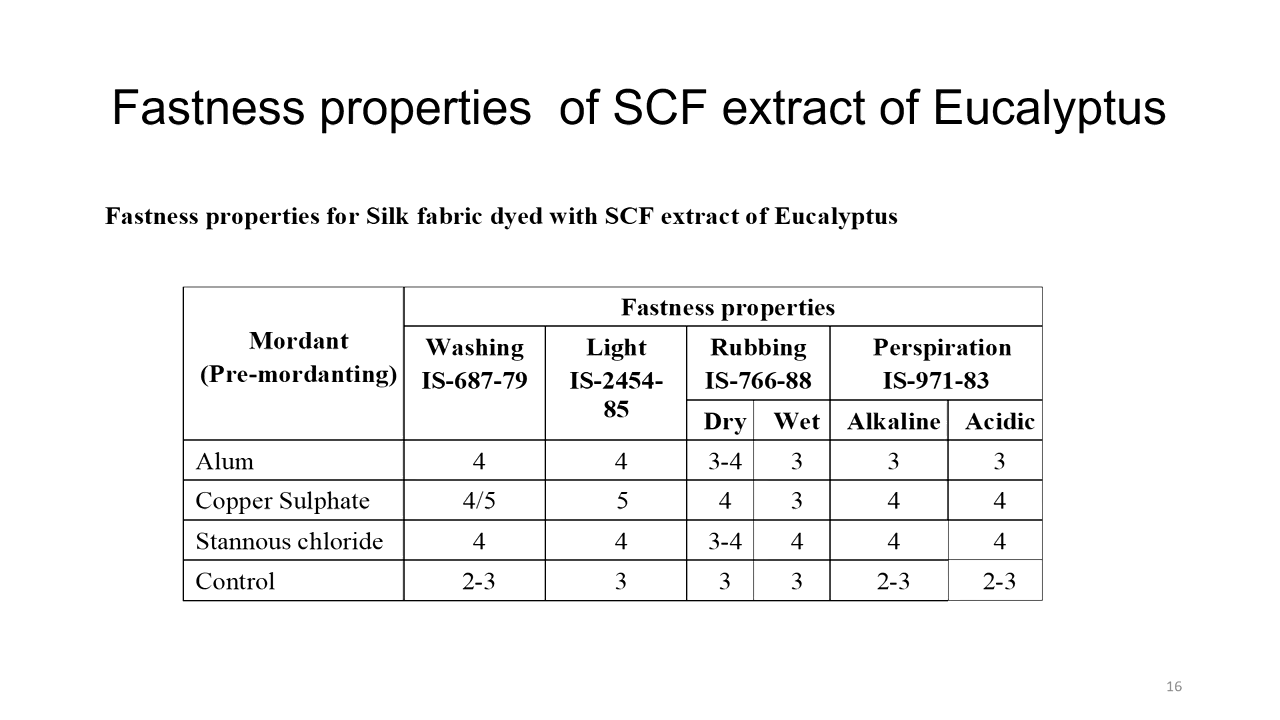 Fastness properties  of SCF extract of Eucalyptus
Fastness properties for Silk fabric dyed with SCF extract of Eucalyptus
Mordant
(Pre-mordanting)
Fastness properties
Washing
IS-687-79
Light
IS-2454-
85
Rubbing
IS-766-88
Perspiration
IS-971-83
Dry Wet Alkaline Acidic
Alum 4 4 3-4 3 3 3
Copper Sulphate 4/5 5 4 3 4 4
Stannous chloride 4 4 3-4 4 4 4
Control 2-3 3 3 3 2-3 2-3
16